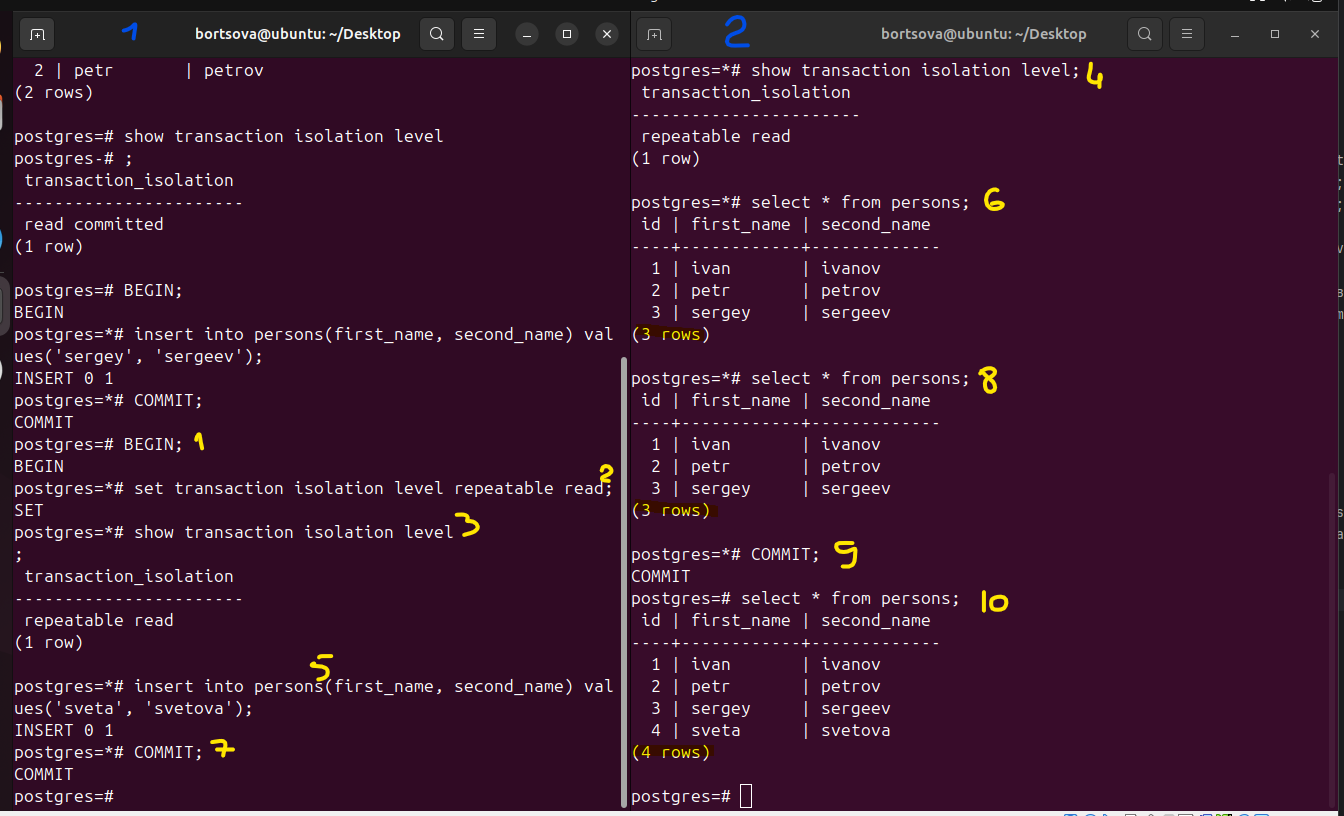 1 bortsova@ubuntu: ~/Desktop
2 | petr | petrov
(2 rows)
postgres=# show transaction isolation level
postgres-# ;
transaction_isolation
-----------------------
read committed
(1 row)
postgres=# BEGIN;
BEGIN
postgres=*# insert into persons(first_name, second_name) val
ues('sergey', 'sergeev');
INSERT 0 1
postgres=*# COMMIT;
COMMIT
postgres=# BEGIN; 1
BEGIN
postgres=*# set transaction isolation level repeatable read; 2
SET
postgres=*# show transaction isolation level 3
;
transaction_isolation
-----------------------
repeatable read
(1 row)
5
postgres=*# insert into persons(first_name, second_name) val
ues('sveta', 'svetova');
INSERT 0 1
postgres=*# COMMIT; 7
COMMIT
postgres=#
2 bortsova@ubuntu: ~/Desktop
postgres=*# show transaction isolation level; 4
transaction_isolation
-----------------------
repeatable read
(1 row)
postgres=*# select * from persons; 6
id | first_name | second_name
----+------------+-------------
1 | ivan | ivanov
2 | petr | petrov
3 | sergey | sergeev
(3 rows)
postgres=*# select * from persons; 8
id | first_name | second_name
----+------------+-------------
1 | ivan | ivanov
2 | petr | petrov
3 | sergey | sergeev
(3 rows)
postgres=*# COMMIT; 9
COMMIT
postgres=# select * from persons; 10
id | first_name | second_name
----+------------+-------------
1 | ivan | ivanov
2 | petr | petrov
3 | sergey | sergeev
4 | sveta | svetova
(4 rows)
postgres=#